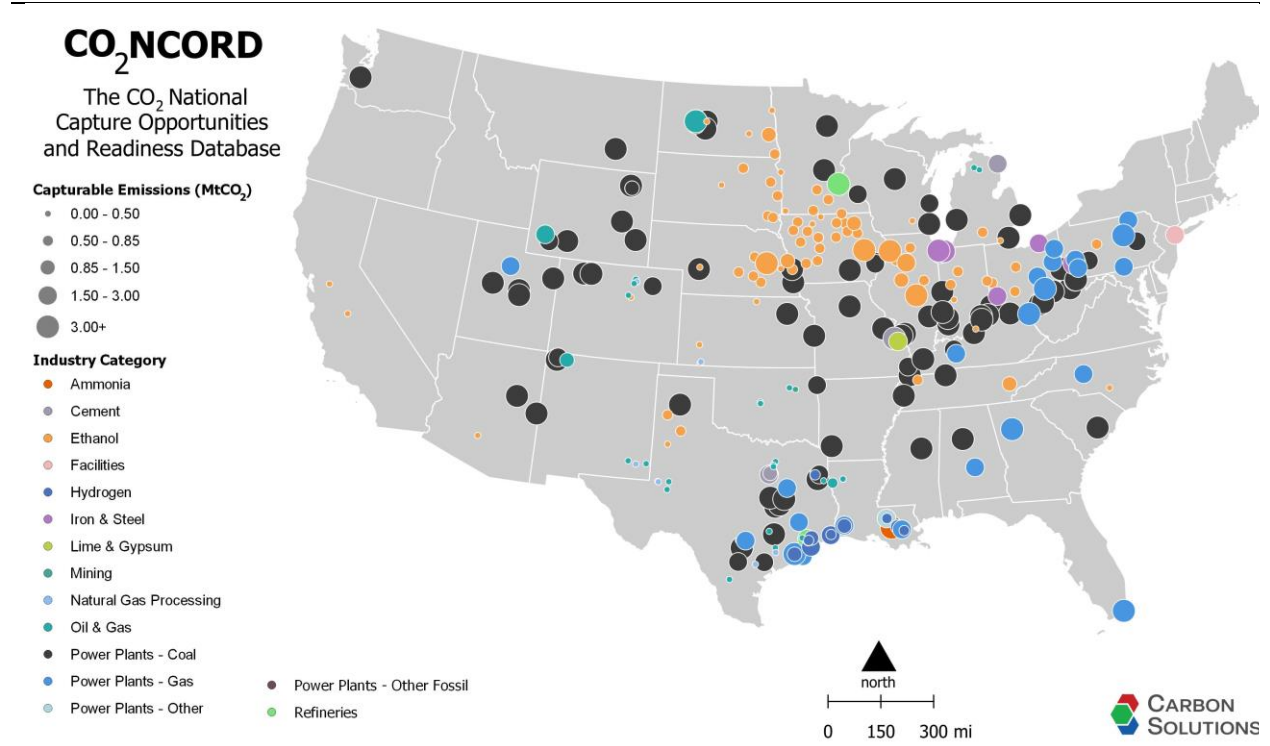 CO2NCORD
The CO2 National
Capture Opportunities
and Readiness Database
Capturable Emissions (MtCO2)
0.00 - 0.50
0.50 - 0.85
0.85 - 1.50
1.50 - 3.00
3.00+
Industry Category
Ammonia
Cement
Ethanol
Facilities
Hydrogen
Iron & Steel
Lime & Gypsum
Mining
Natural Gas Processing
Oil & Gas
Power Plants - Coal
Power Plants - Gas
Power Plants - Other
Power Plants - Other Fossil
Refineries
north
0 150 300 mi
CARBON
SOLUTIONS